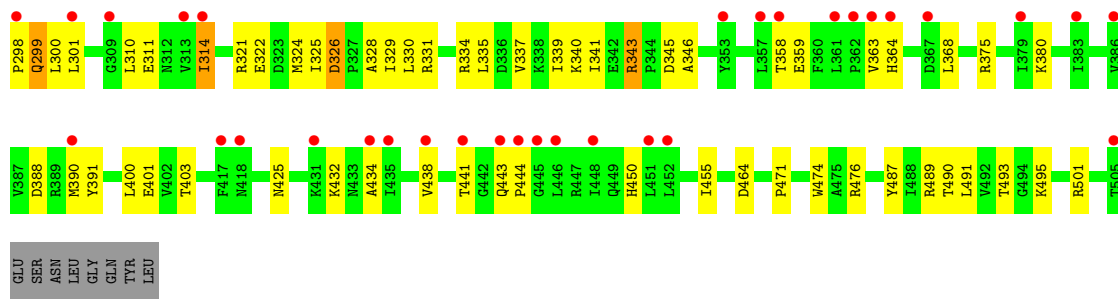 P298 Q299 L300 L301 G309 L310 E311 N312 V313 I314 R321 E322 D323 M324 I325 D326 P327 A328 I329 L330 R331 R334 L335 D336 V337 K338 I339 K340 I341 E342 R343 P344 D345 A346 Y353 L357 T358 E359 F360 L361 P362 V363 H364 D367 L368 R375 I379 K380 I383 V386
V387 D388 R389 M390 Y391 L400 E401 V402 T403 F417 N418 N425 K431 K432 N433 A434 I435 V438 T441 G442 Q443 P444 G445 L446 R447 I448 Q449 H450 L451 L452 I455 D464 P471 W474 A475 R476 Y487 I488 R489 T490 L491 V492 T493 G494 K495 R501 T505
GLU SER ASN LEU GLY GLN TYR LEU